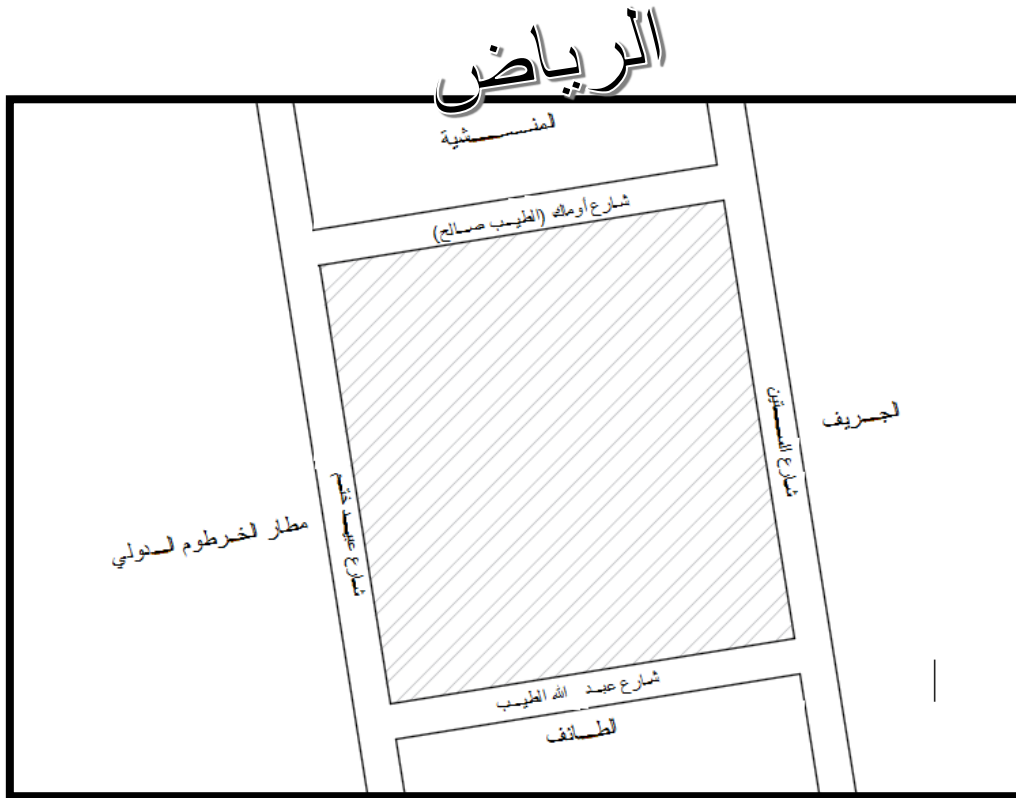 الرياض
المنشية
شارع أوماك (الطيب صالح)
شارع الستين
الجريف
شارع عبيد ختم
مطار الخرطوم الدولي
شارع عبد الله الطيب
الطائف